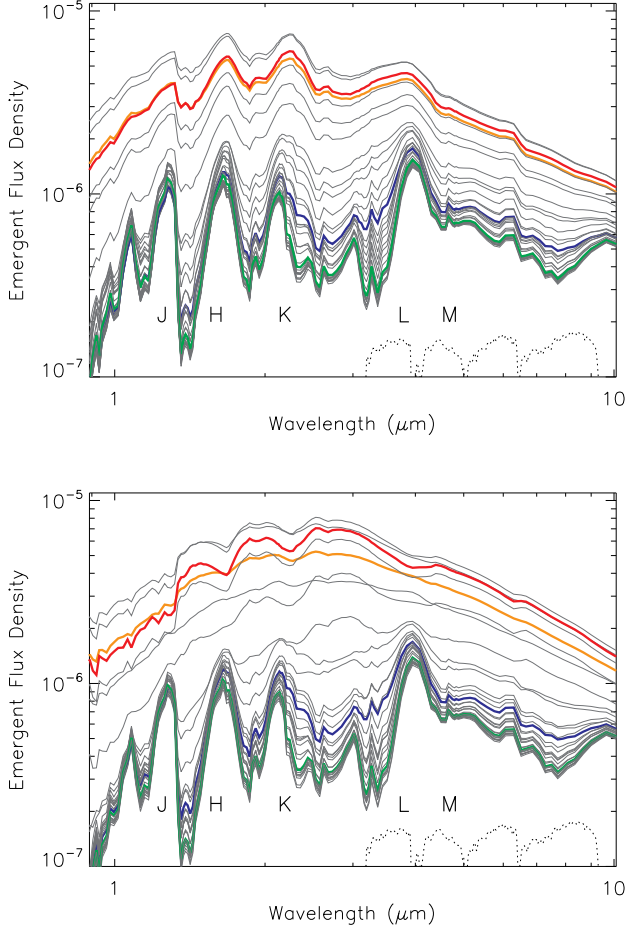 10⁻⁵
10⁻⁶
10⁻⁷
Emergent Flux Density
J H K L M
1 10
Wavelength (μm)
10⁻⁵
10⁻⁶
10⁻⁷
Emergent Flux Density
J H K L M
1 10
Wavelength (μm)